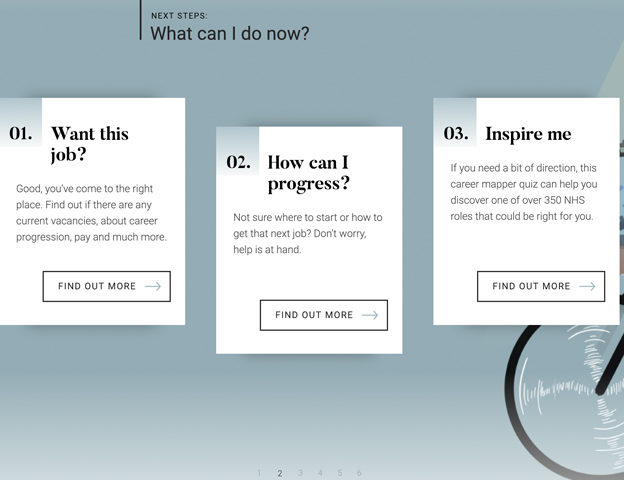 NEXT STEPS:
What can I do now?
01. Want this
job?
Good, you've come to the right
place. Find out if there are any
current vacancies, about career
progression, pay and much more.
FIND OUT MORE
02. How can I
progress?
Not sure where to start or how to
get that next job? Don't worry,
help is at hand.
FIND OUT MORE
03. Inspire me
If you need a bit of direction, this
career mapper quiz can help you
discover one of over 350 NHS
roles that could be right for you.
FIND OUT MORE
1 2 3 4 5 6